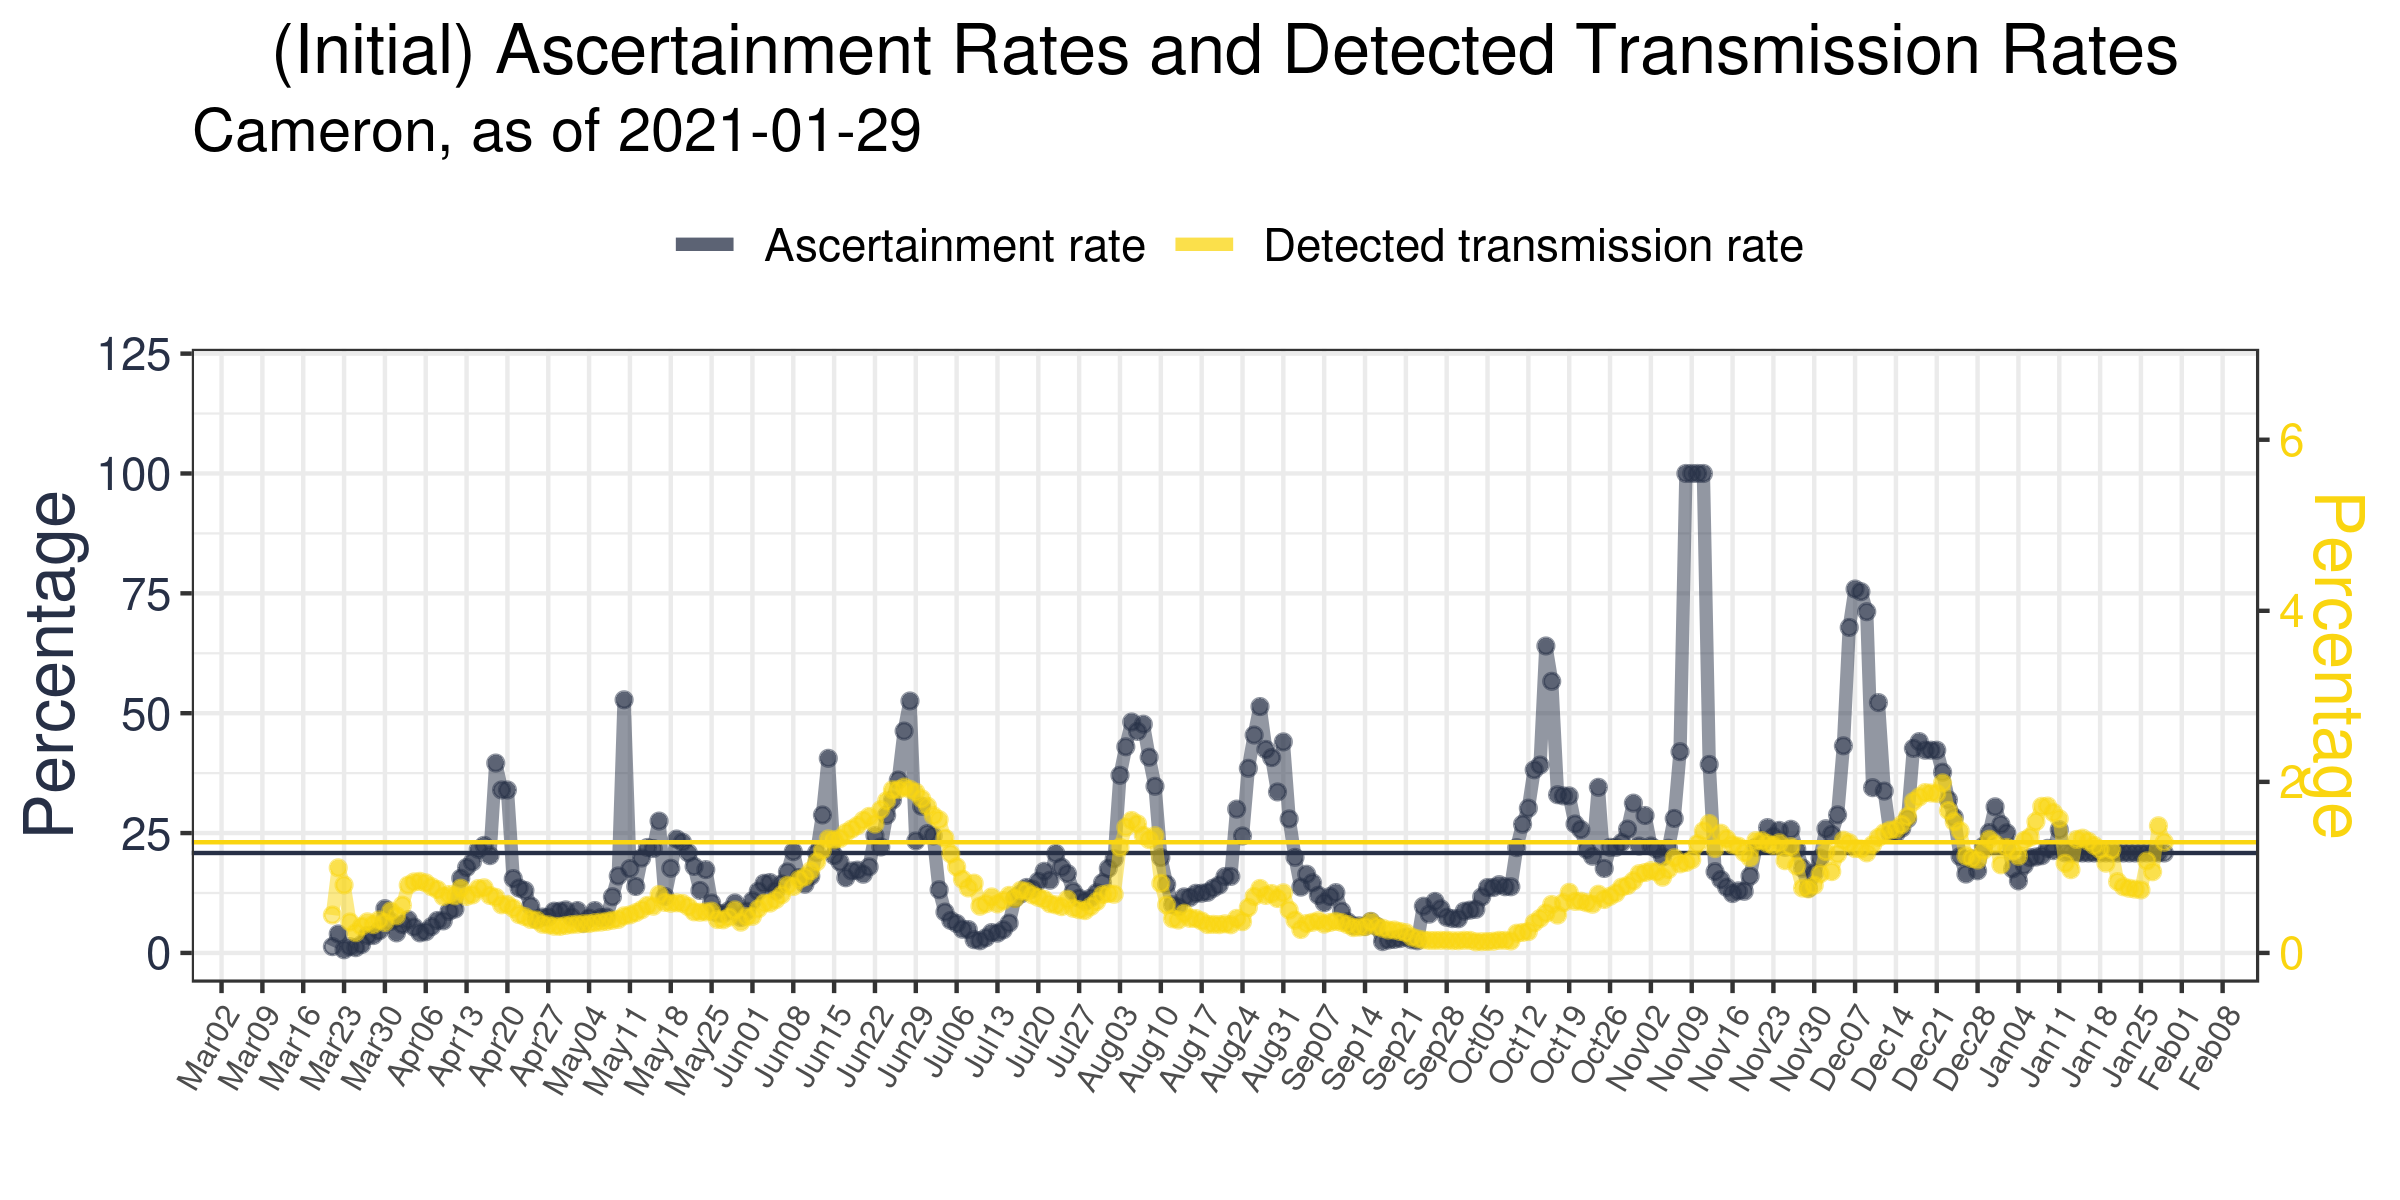 (Initial) Ascertainment Rates and Detected Transmission Rates
Cameron, as of 2021-01-29
Ascertainment rate Detected transmission rate
125
100
75
50
25
0
Percentage
6
4
2
0
Percentage
Mar02 Mar09 Mar16 Mar23 Mar30 Apr06 Apr13 Apr20 Apr27 May04 May11 May18 May25 Jun01 Jun08 Jun15 Jun22 Jun29 Jul06 Jul13 Jul20 Jul27 Aug03 Aug10 Aug17 Aug24 Aug31 Sep07 Sep14 Sep21 Sep28 Oct05 Oct12 Oct19 Oct26 Nov02 Nov09 Nov16 Nov23 Nov30 Dec07 Dec14 Dec21 Dec28 Jan04 Jan11 Jan18 Jan25 Feb01 Feb08